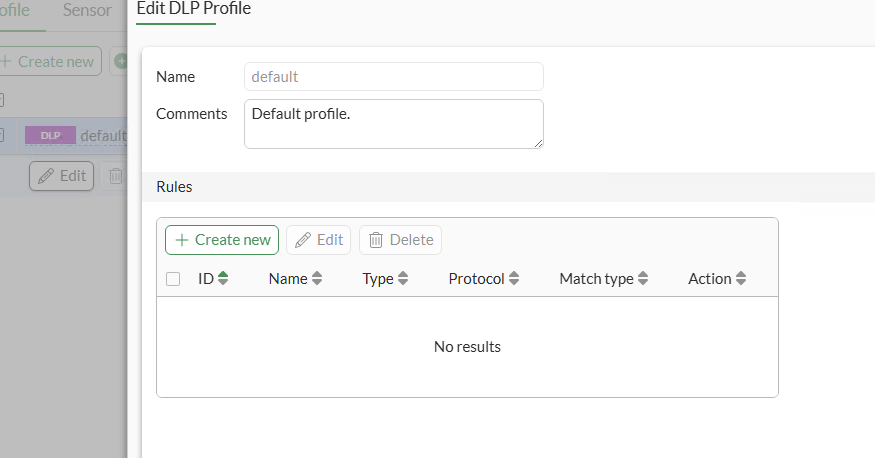 ofile
Sensor
Create new
DLP default
Edit
Edit DLP Profile
Name default
Comments Default profile.
Rules
Create new Edit Delete
ID Name Type Protocol Match type Action
No results